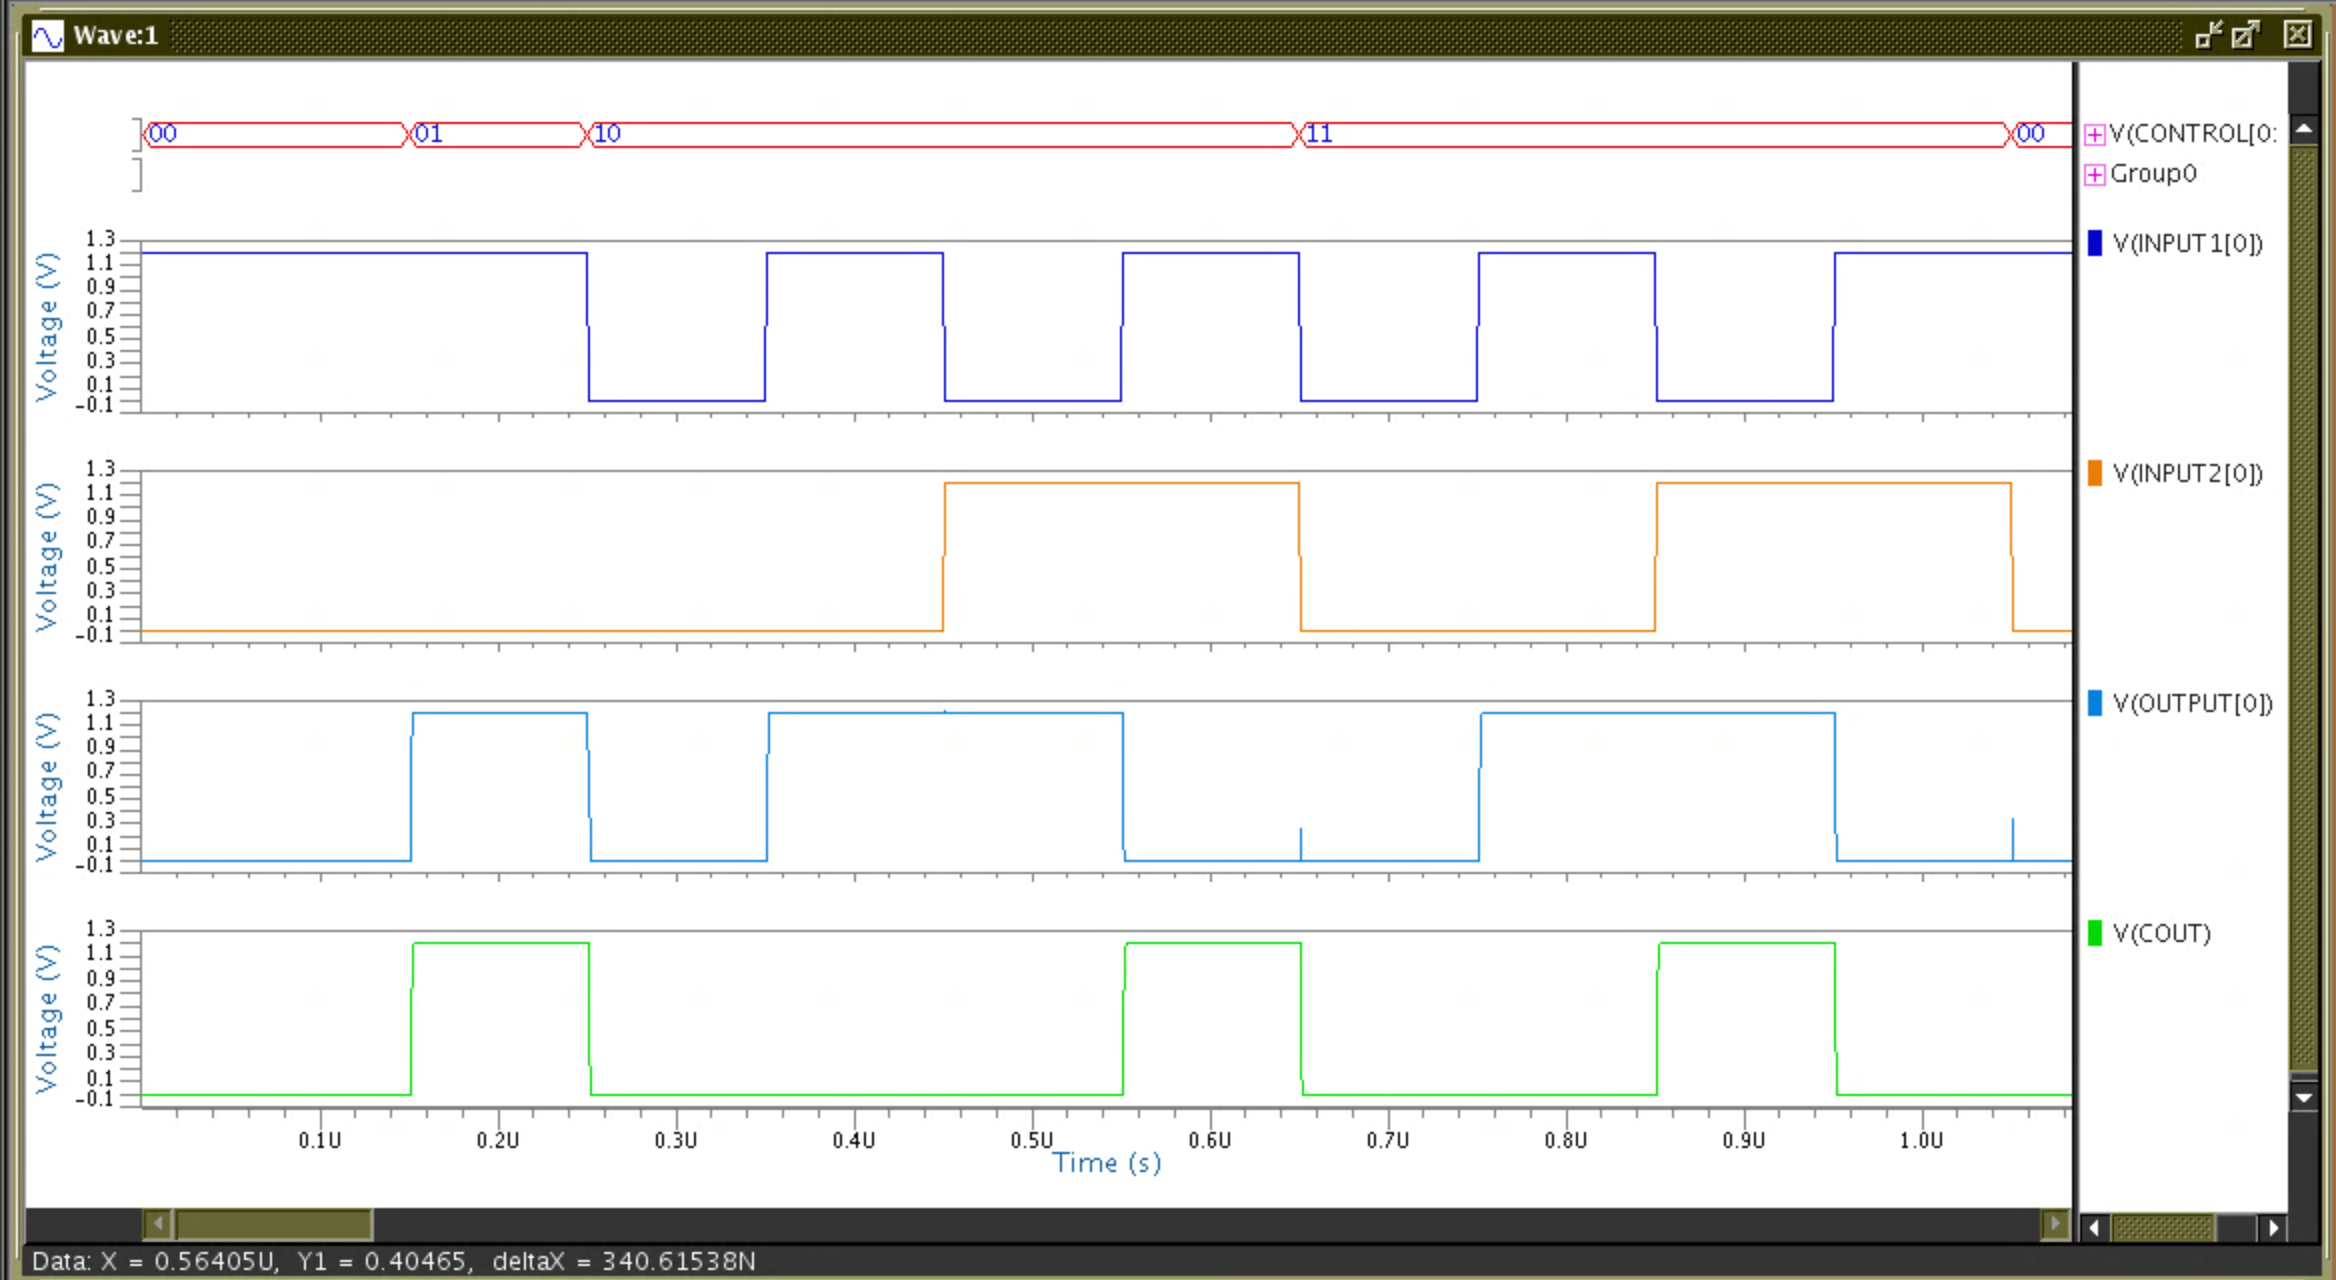 Wave:1
00 01 10 11 00 V(CONTROL[0:
Group0
1.3 V(INPUT1[0])
1.1
0.9
0.7
0.5
0.3
0.1
-0.1
Voltage (V)
1.3 V(INPUT2[0])
1.1
0.9
0.7
0.5
0.3
0.1
-0.1
Voltage (V)
1.3 V(OUTPUT[0])
1.1
0.9
0.7
0.5
0.3
0.1
-0.1
Voltage (V)
1.3 V(COUT)
1.1
0.9
0.7
0.5
0.3
0.1
-0.1
Voltage (V)
0.1U 0.2U 0.3U 0.4U 0.5U 0.6U 0.7U 0.8U 0.9U 1.0U
Time (s)
Data: X = 0.56405U, Y1 = 0.40465, deltaX = 340.61538N